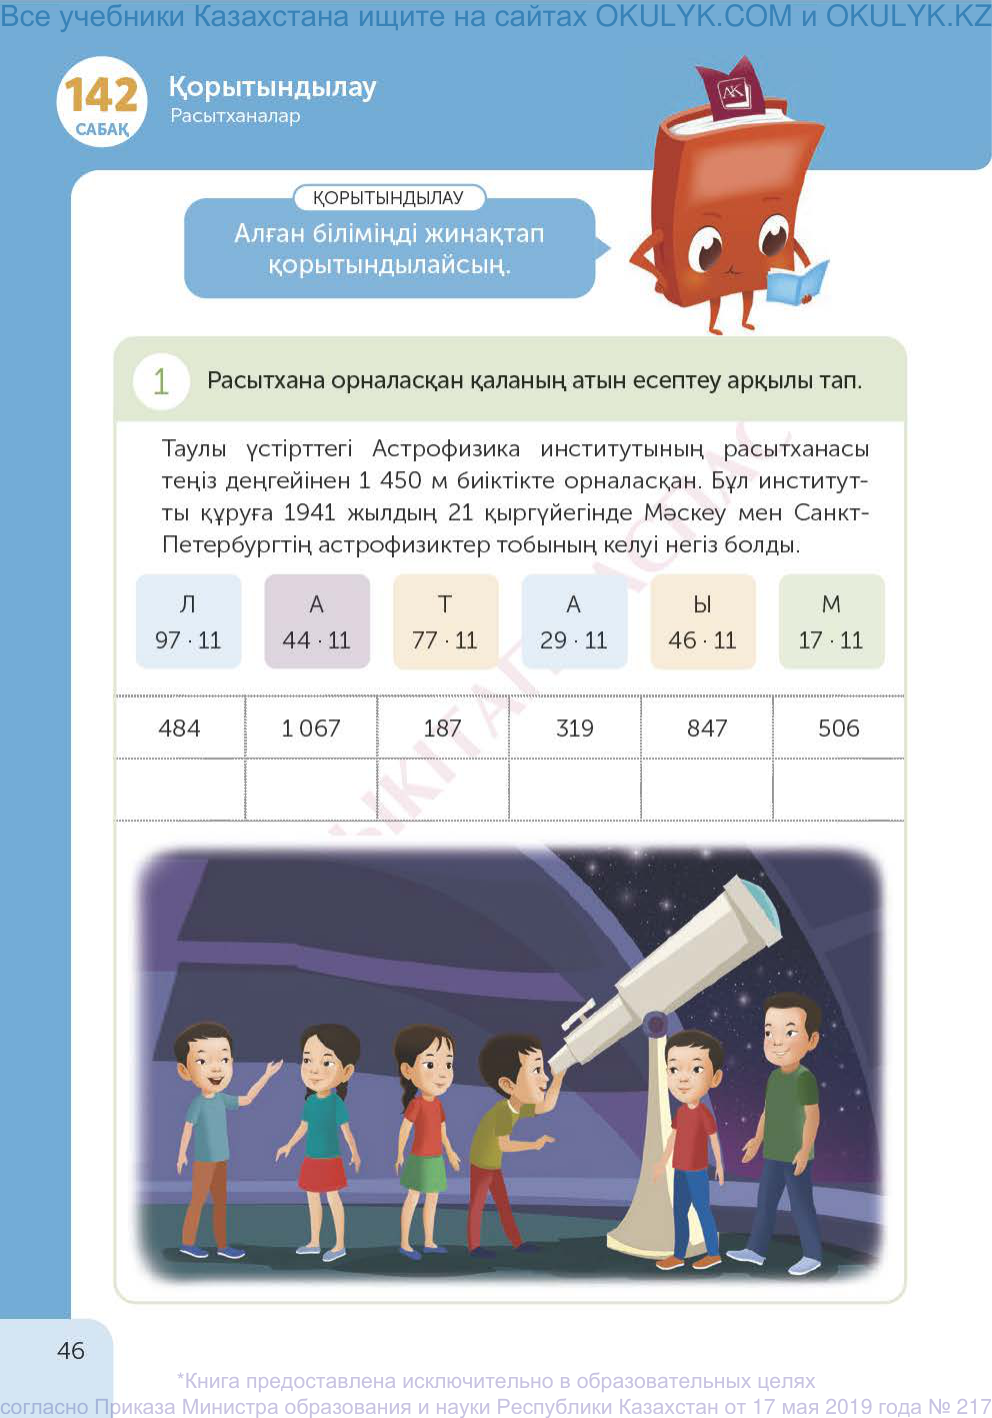 Все учебники Казахстана ищите на сайтах OKULYK.COM и OKULYK.KZ
142
САБАҚ
Қорытындылау
Расытханалар
АК
ҚОРЫТЫНДЫЛАУ
Алған біліміңді жинақтап
қорытындылайсың.
1
Расытхана орналасқан қаланың атын есептеу арқылы тап.
Таулы үстірттегі Астрофизика институтының расытханасы
теңіз деңгейінен 1 450 м биіктікте орналасқан. Бұл институт-
ты құруға 1941 жылдың 21 қыргүйегінде Мәскеу мен Санкт-
Петербургтің астрофизиктер тобының келуі негіз болды.
Л А Т А Ы М
97 · 11 44 · 11 77 · 11 29 · 11 46 · 11 17 · 11
484 1 067 187 319 847 506
46
*Книга предоставлена исключительно в образовательных целях
согласно Приказа Министра образования и науки Республики Казахстан от 17 мая 2019 года № 217